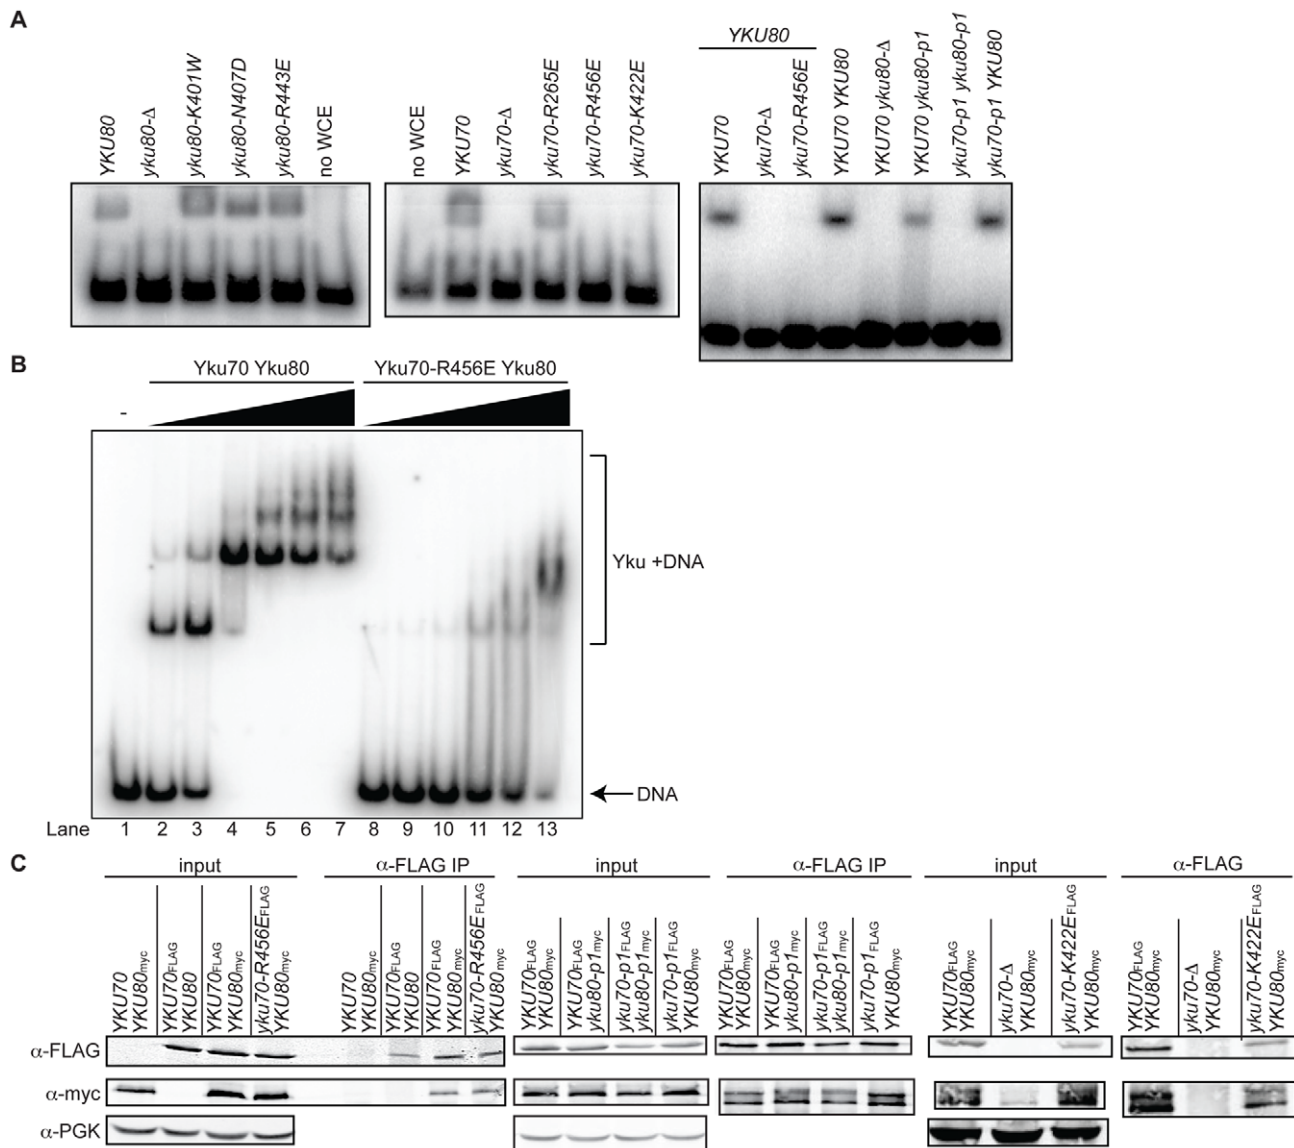 A
YKU80
yku80-Δ
yku80-K401W
yku80-N407D
yku80-R443E
no WCE
no WCE
YKU70
yku70-Δ
yku70-R265E
yku70-R456E
yku70-K422E
YKU80
YKU70
yku70-Δ
yku70-R456E
YKU70 YKU80
YKU70 yku80-Δ
YKU70 yku80-p1
yku70-p1 yku80-p1
yku70-p1 YKU80
B
Yku70 Yku80
Yku70-R456E Yku80
-
Yku +DNA
DNA
Lane 1 2 3 4 5 6 7 8 9 10 11 12 13
C
input
α-FLAG IP
input
α-FLAG IP
input
α-FLAG
YKU70
YKU80myc
YKU70FLAG
YKU80
YKU70FLAG
YKU80myc
yku70-R456EFLAG
YKU80myc
YKU70
YKU80myc
YKU70FLAG
YKU80
YKU70FLAG
YKU80myc
yku70-R456EFLAG
YKU80myc
YKU70FLAG
YKU80myc
YKU70FLAG
yku80-p1myc
yku70-p1FLAG
yku80-p1myc
yku70-p1FLAG
YKU80myc
YKU70FLAG
YKU80myc
YKU70FLAG
yku80-p1myc
yku70-p1FLAG
yku80-p1myc
yku70-p1FLAG
YKU80myc
YKU70FLAG
YKU80myc
yku70-Δ
YKU80myc
yku70-K422EFLAG
YKU80myc
YKU70FLAG
YKU80myc
yku70-Δ
YKU80myc
yku70-K422EFLAG
YKU80myc
α-FLAG
α-myc
α-PGK